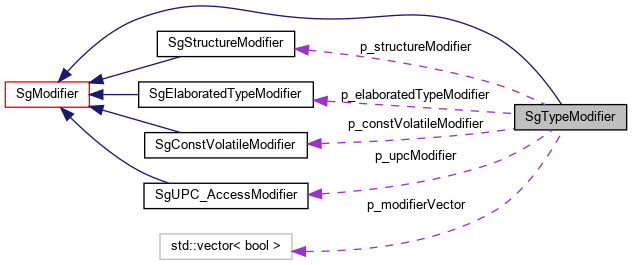 SgStructureModifier
p_structureModifier
SgModifier
SgElaboratedTypeModifier
p_elaboratedTypeModifier
SgTypeModifier
p_constVolatileModifier
SgConstVolatileModifier
p_upcModifier
SgUPC_AccessModifier
p_modifierVector
std::vector< bool >